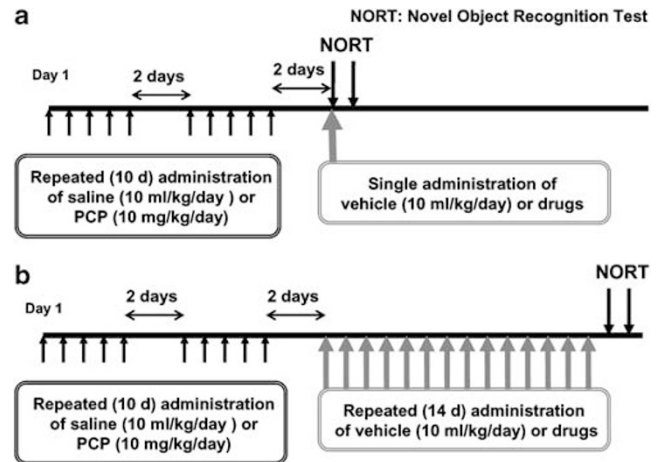 a
NORT: Novel Object Recognition Test
NORT
Day 1
2 days
2 days
Repeated (10 d) administration
of saline (10 ml/kg/day ) or
PCP (10 mg/kg/day)
Single administration of
vehicle (10 ml/kg/day) or drugs
b
NORT
Day 1
2 days
2 days
Repeated (10 d) administration
of saline (10 ml/kg/day ) or
PCP (10 mg/kg/day)
Repeated (14 d) administration
of vehicle (10 ml/kg/day) or drugs